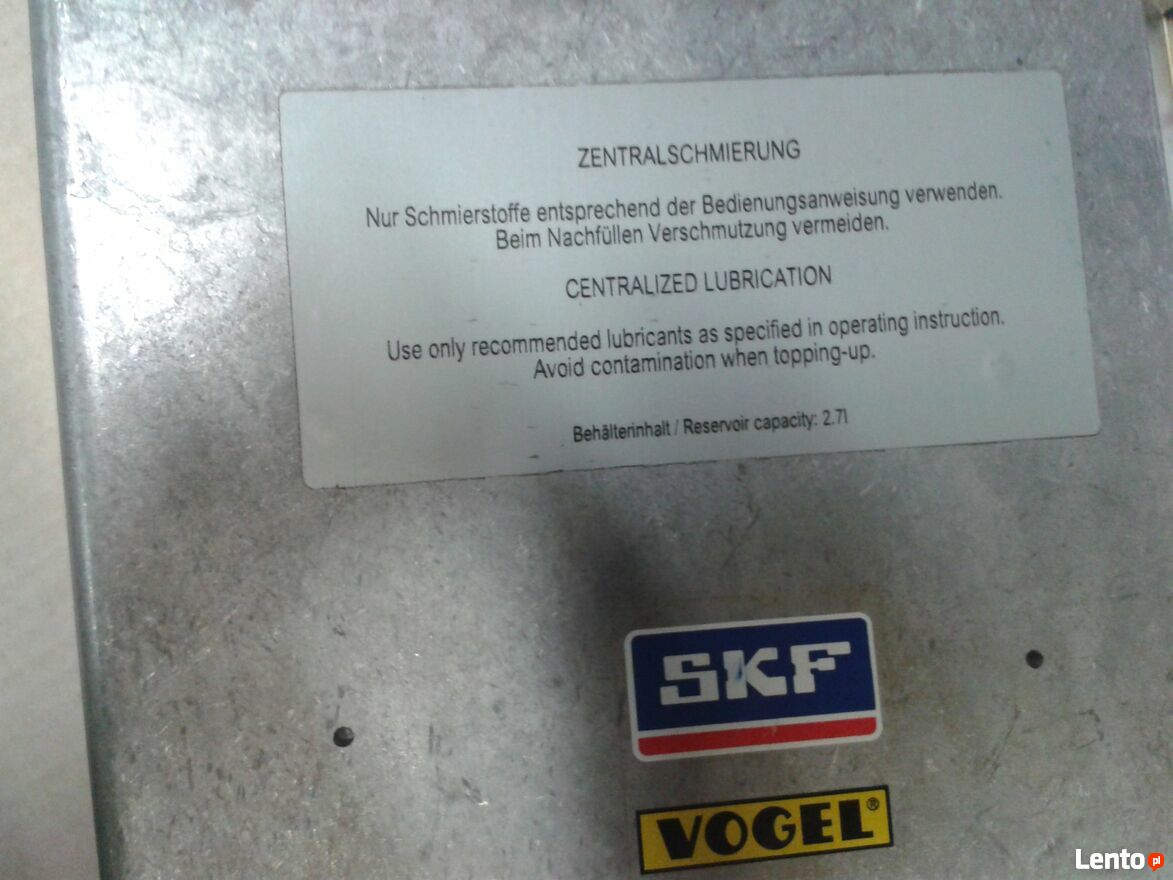 ZENTRALSCHMIERUNG
Nur Schmierstoffe entsprechend der Bedienungsanweisung verwenden.
Beim Nachfüllen Verschmutzung vermeiden.
CENTRALIZED LUBRICATION
Use only recommended lubricants as specified in operating instruction.
Avoid contamination when topping-up.
Behälterinhalt / Reservoir capacity: 2.7l
SKF
VOGEL®
Lento pl